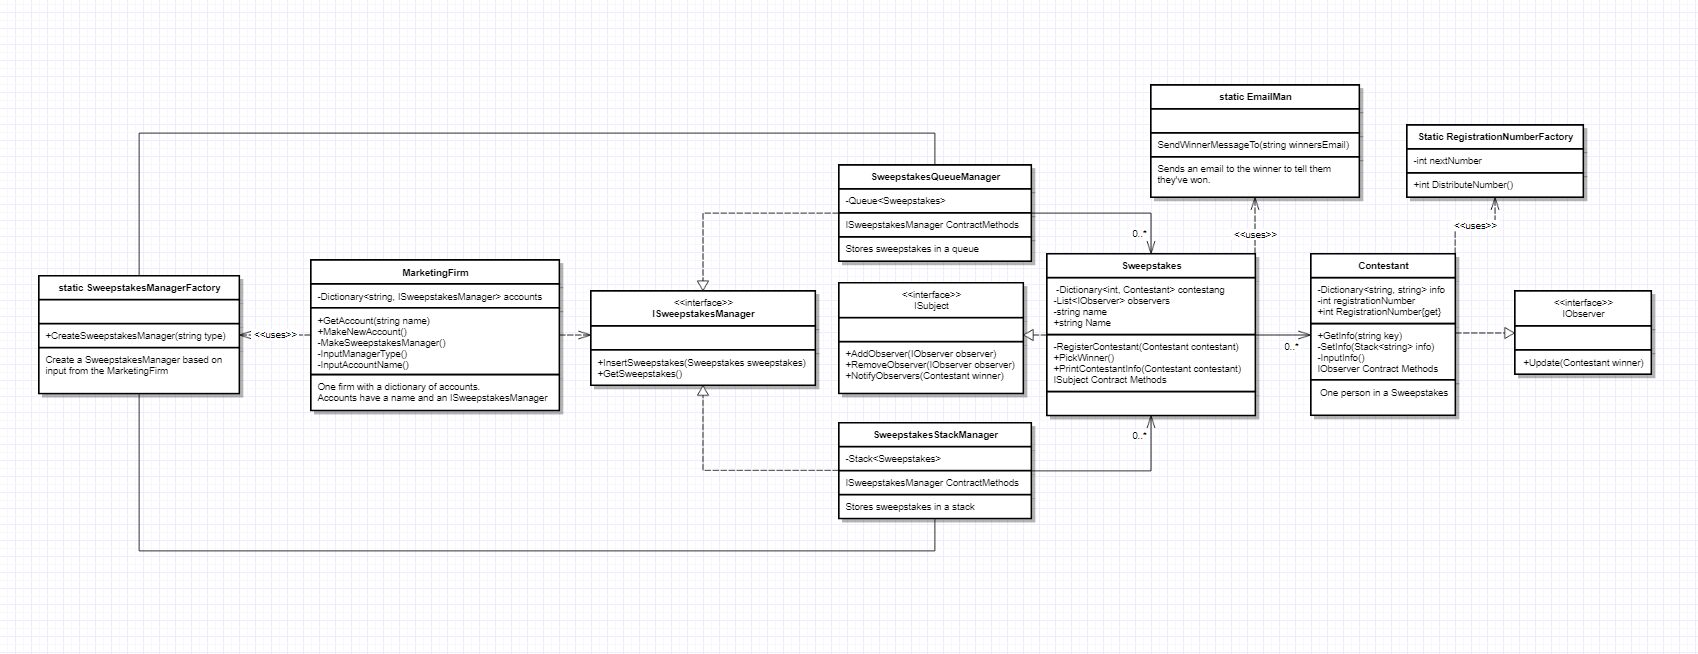 static EmailMan
SendWinnerMessageTo(string winnersEmail)
Sends an email to the winner to tell them
they've won.
Static RegistrationNumberFactory
-int nextNumber
+int DistributeNumber()
SweepstakesQueueManager
-Queue<Sweepstakes>
ISweepstakesManager ContractMethods
Stores sweepstakes in a queue
0..*
<<uses>>
<<uses>>
static SweepstakesManagerFactory
+CreateSweepstakesManager(string type)
Create a SweepstakesManager based on
input from the MarketingFirm
<<uses>>
MarketingFirm
-Dictionary<string, ISweepstakesManager> accounts
+GetAccount(string name)
+MakeNewAccount()
-MakeSweepstakesManager()
-InputManagerType()
-InputAccountName()
One firm with a dictionary of accounts.
Accounts have a name and an ISweepstakesManager
<<interface>>
ISweepstakesManager
+InsertSweepstakes(Sweepstakes sweepstakes)
+GetSweepstakes()
<<interface>>
ISubject
+AddObserver(IObserver observer)
+RemoveObserver(IObserver observer)
+NotifyObservers(Contestant winner)
Sweepstakes
-Dictionary<int, Contestant> contestang
-List<IObserver> observers
-string name
+string Name
-RegisterContestant(Contestant contestant)
+PickWinner()
+PrintContestantInfo(Contestant contestant)
ISubject Contract Methods
0..*
Contestant
-Dictionary<string, string> info
-int registrationNumber
+int RegistrationNumber{get}
+GetInfo(string key)
-SetInfo(Stack<string> info)
-InputInfo()
IObserver Contract Methods
One person in a Sweepstakes
<<interface>>
IObserver
+Update(Contestant winner)
SweepstakesStackManager
-Stack<Sweepstakes>
ISweepstakesManager ContractMethods
Stores sweepstakes in a stack
0..*